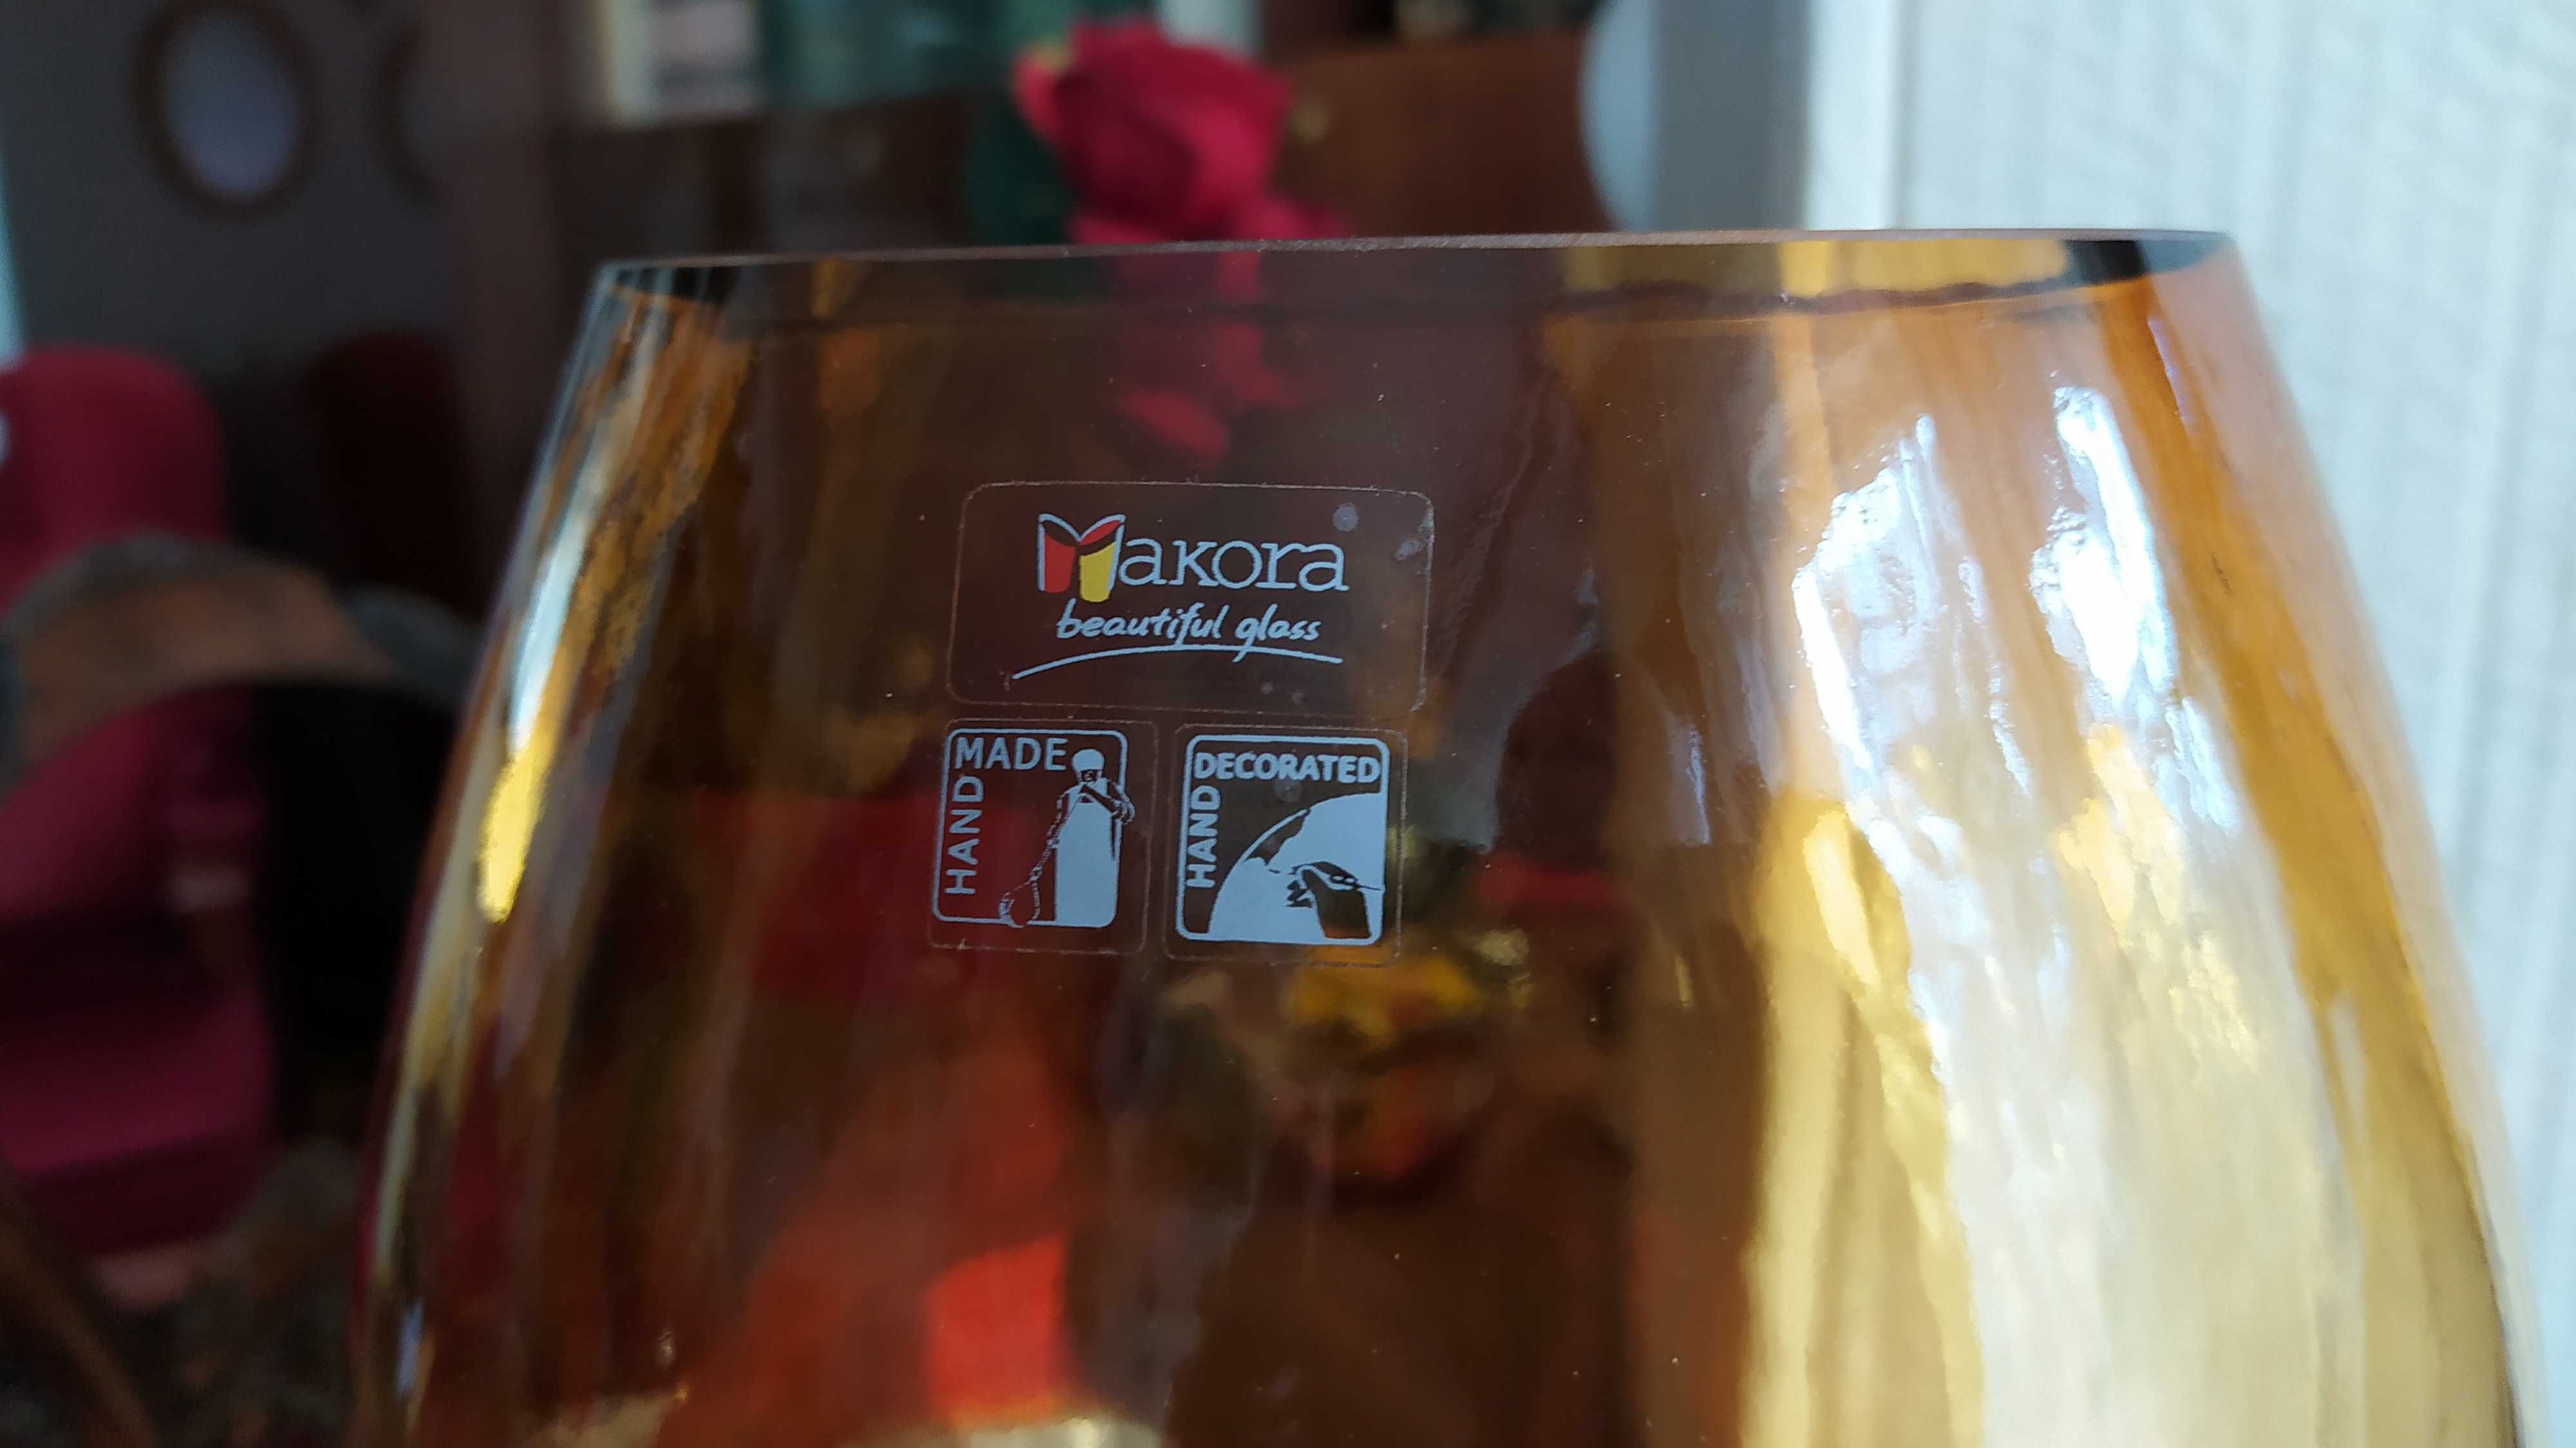 Makora
beautiful glass
MADE
HAND
DECORATED
HAND